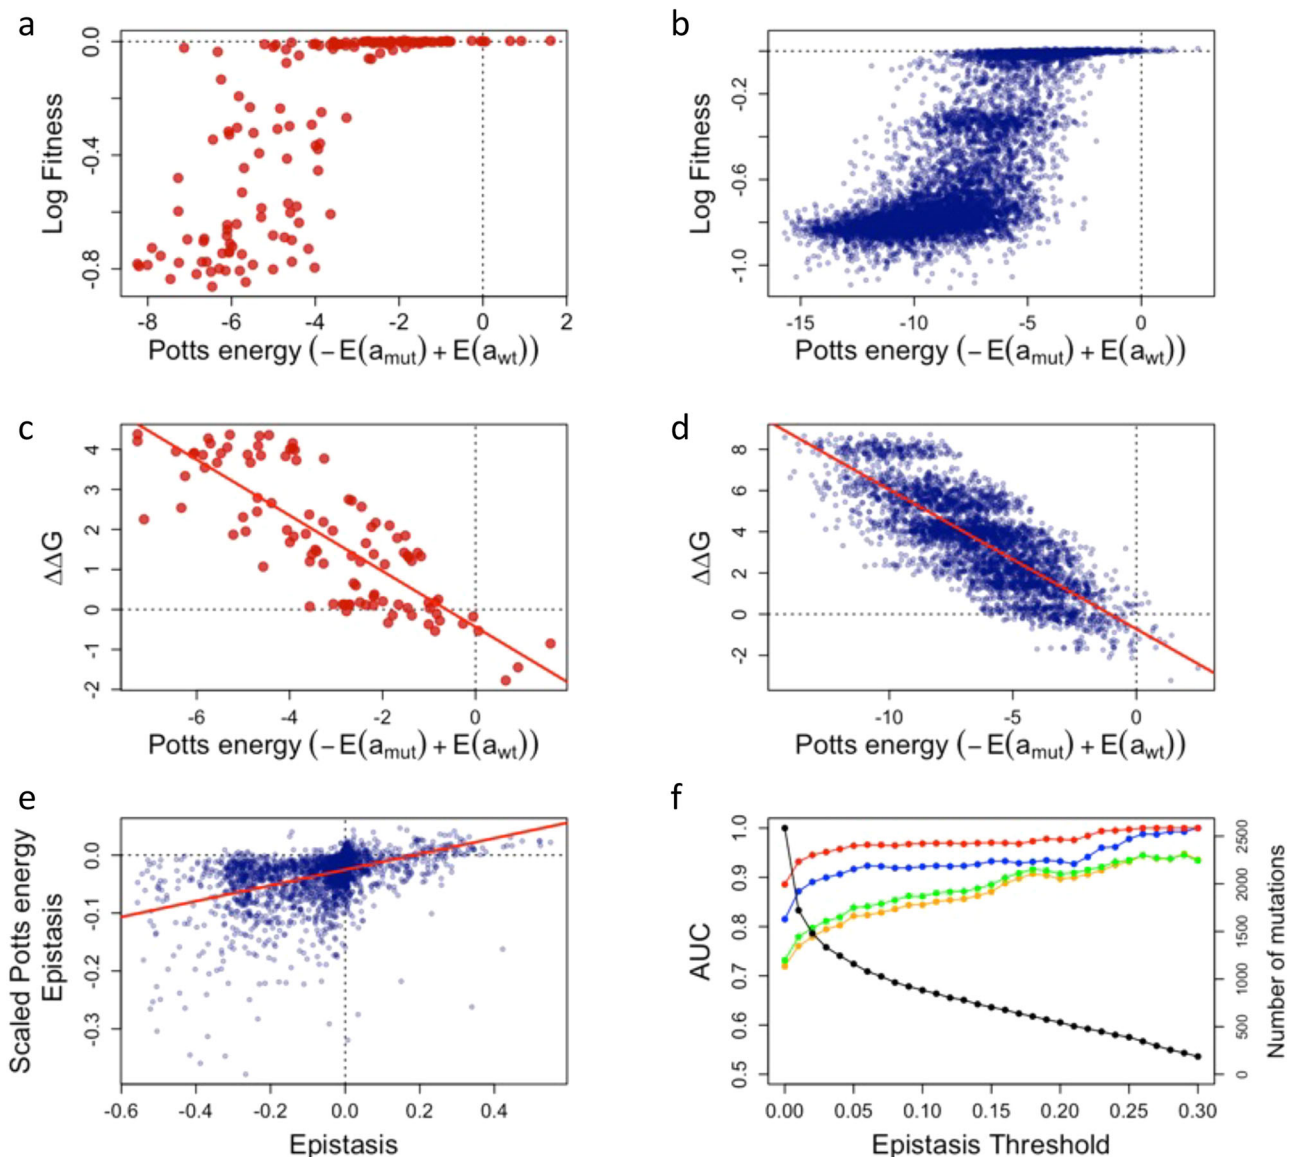 a
0.0
-0.4
-0.8
Log Fitness
-8 -6 -4 -2 0 2
Potts energy (−E(a_mut) + E(a_wt))
b
-0.2
-0.6
-1.0
Log Fitness
-15 -10 -5 0
Potts energy (−E(a_mut) + E(a_wt))
c
4
3
2
1
0
-1
-2
ΔΔG
-6 -4 -2 0
Potts energy (−E(a_mut) + E(a_wt))
d
8
6
4
2
0
-2
ΔΔG
-10 -5 0
Potts energy (−E(a_mut) + E(a_wt))
e
0.0
-0.1
-0.2
-0.3
Scaled Potts energy
Epistasis
-0.6 -0.4 -0.2 0.0 0.2 0.4
Epistasis
f
1.0
0.9
0.8
0.7
0.6
0.5
AUC
2500
2000
1500
1000
500
0
Number of mutations
0.00 0.05 0.10 0.15 0.20 0.25 0.30
Epistasis Threshold